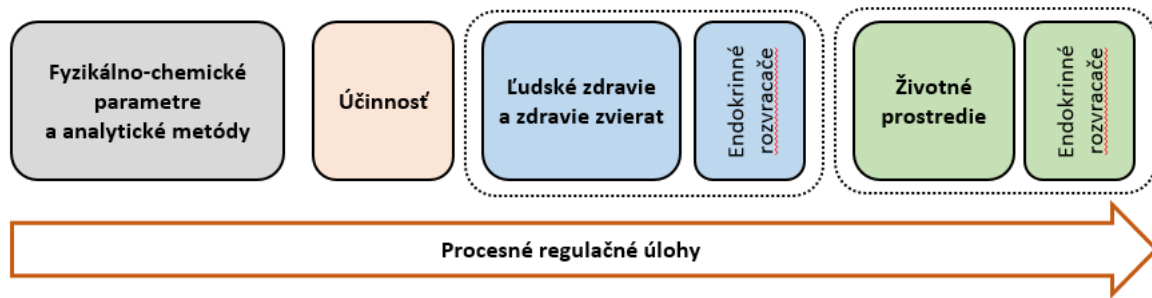 Fyzikálno-chemické
parametre
a analytické metódy
Účinnosť
Ľudské zdravie
a zdravie zvierat
Endokrinné
rozvracače
Životné
prostredie
Endokrinné
rozvracače
Procesné regulačné úlohy